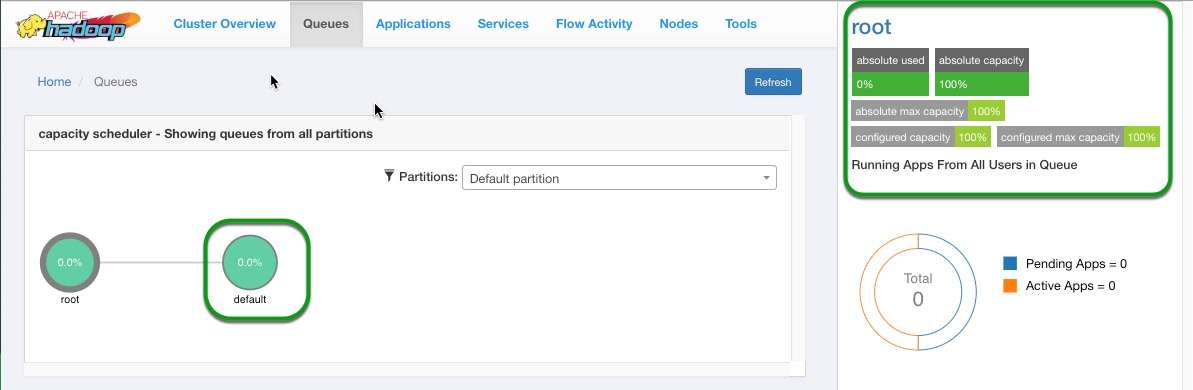 APACHE
hadoop
Cluster Overview Queues Applications Services Flow Activity Nodes Tools
Home / Queues
Refresh
capacity scheduler - Showing queues from all partitions
Partitions: Default partition
0.0%
root
0.0%
default
root
absolute used absolute capacity
0% 100%
absolute max capacity 100%
configured capacity 100% configured max capacity 100%
Running Apps From All Users in Queue
Total
0
Pending Apps = 0
Active Apps = 0